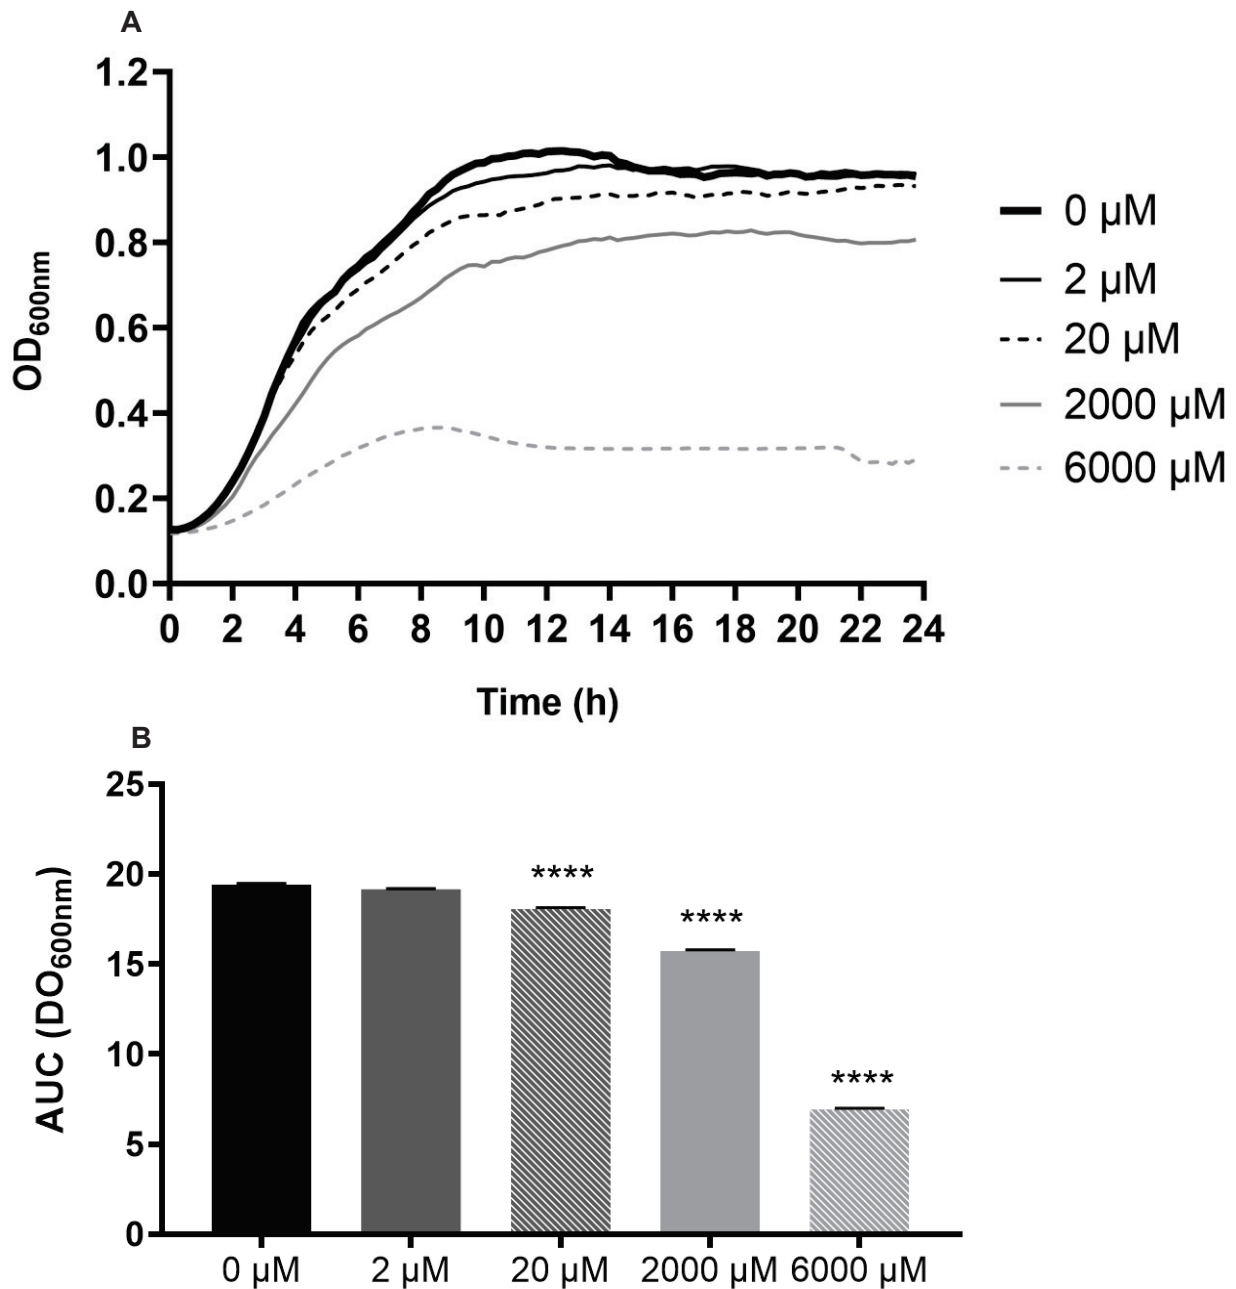 A
1.2
1.0
0.8
0.6
0.4
0.2
0.0
OD600nm
0 2 4 6 8 10 12 14 16 18 20 22 24
Time (h)
0 µM
2 µM
20 µM
2000 µM
6000 µM
B
25
20
15
10
5
0
AUC (DO600nm)
****
****
****
0 µM 2 µM 20 µM 2000 µM 6000 µM